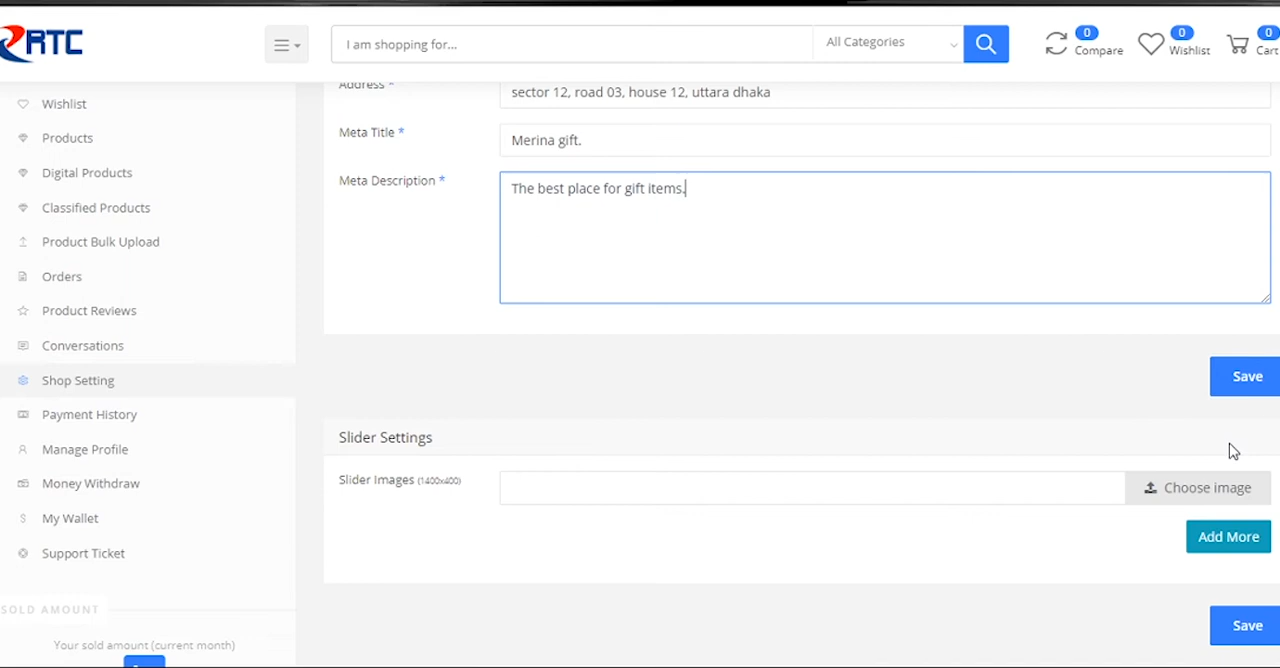 RTC
I am shopping for...
All Categories
0
Compare
0
Wishlist
0
Cart
Wishlist
Products
Digital Products
Classified Products
Product Bulk Upload
Orders
Product Reviews
Conversations
Shop Setting
Payment History
Manage Profile
Money Withdraw
My Wallet
Support Ticket
SOLD AMOUNT
Your sold amount (current month)
Address *
sector 12, road 03, house 12, uttara dhaka
Meta Title *
Merina gift.
Meta Description *
The best place for gift items.
Save
Slider Settings
Slider Images (1400x400)
Choose image
Add More
Save